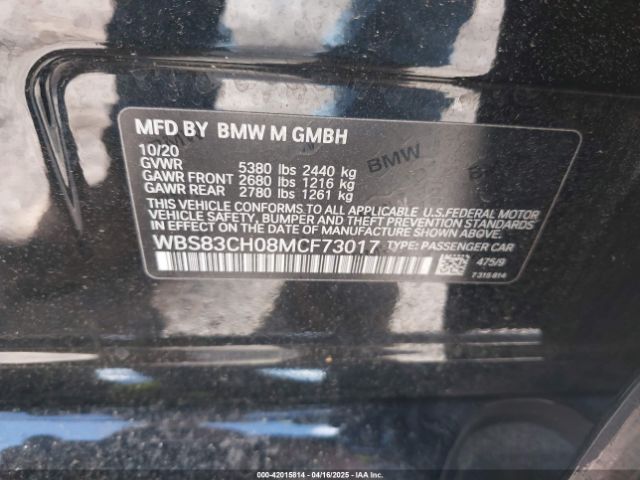 MFD BY BMW M GMBH
10/20
GVWR 5380 lbs 2440 kg
GAWR FRONT 2680 lbs 1216 kg
GAWR REAR 2780 lbs 1261 kg
THIS VEHICLE CONFORMS TO ALL APPLICABLE U.S.FEDERAL MOTOR
VEHICLE SAFETY, BUMPER AND THEFT PREVENTION STANDARDS
IN EFFECT ON THE DATE OF MANUFACTURE SHOWN ABOVE.
WBS83CH08MCF73017 TYPE: PASSENGER CAR
475/9
7315814
BMW
000-42015814 | 04/16/2025 - IAA Inc.